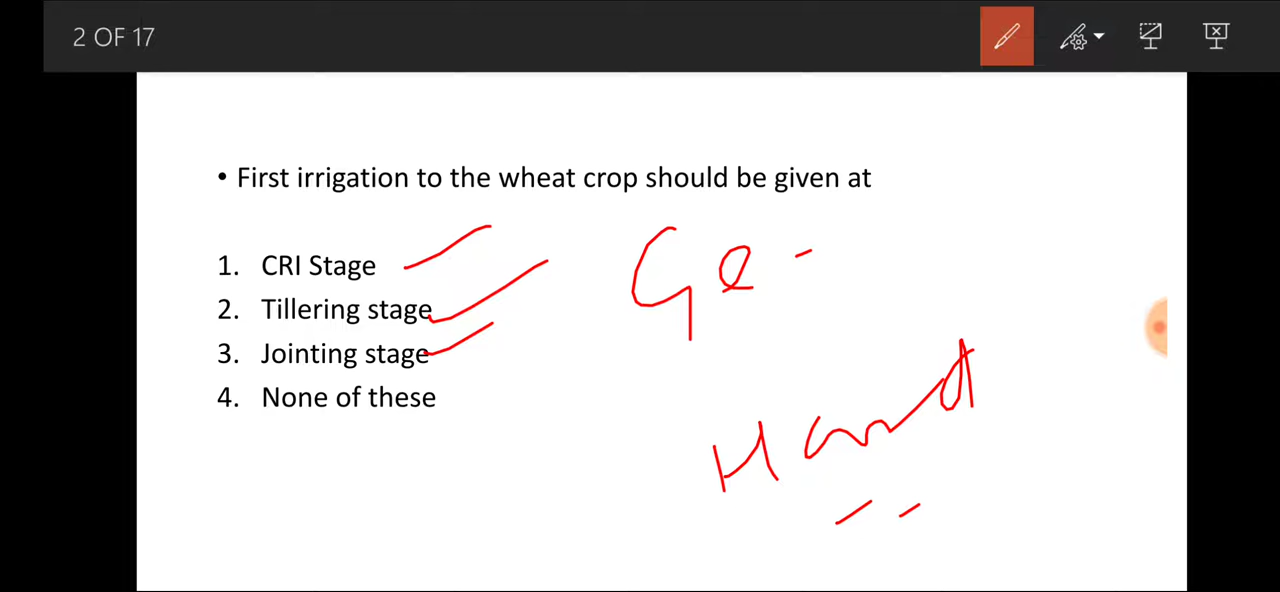 2 OF 17
• First irrigation to the wheat crop should be given at
1. CRI Stage
2. Tillering stage
3. Jointing stage
4. None of these
Ge